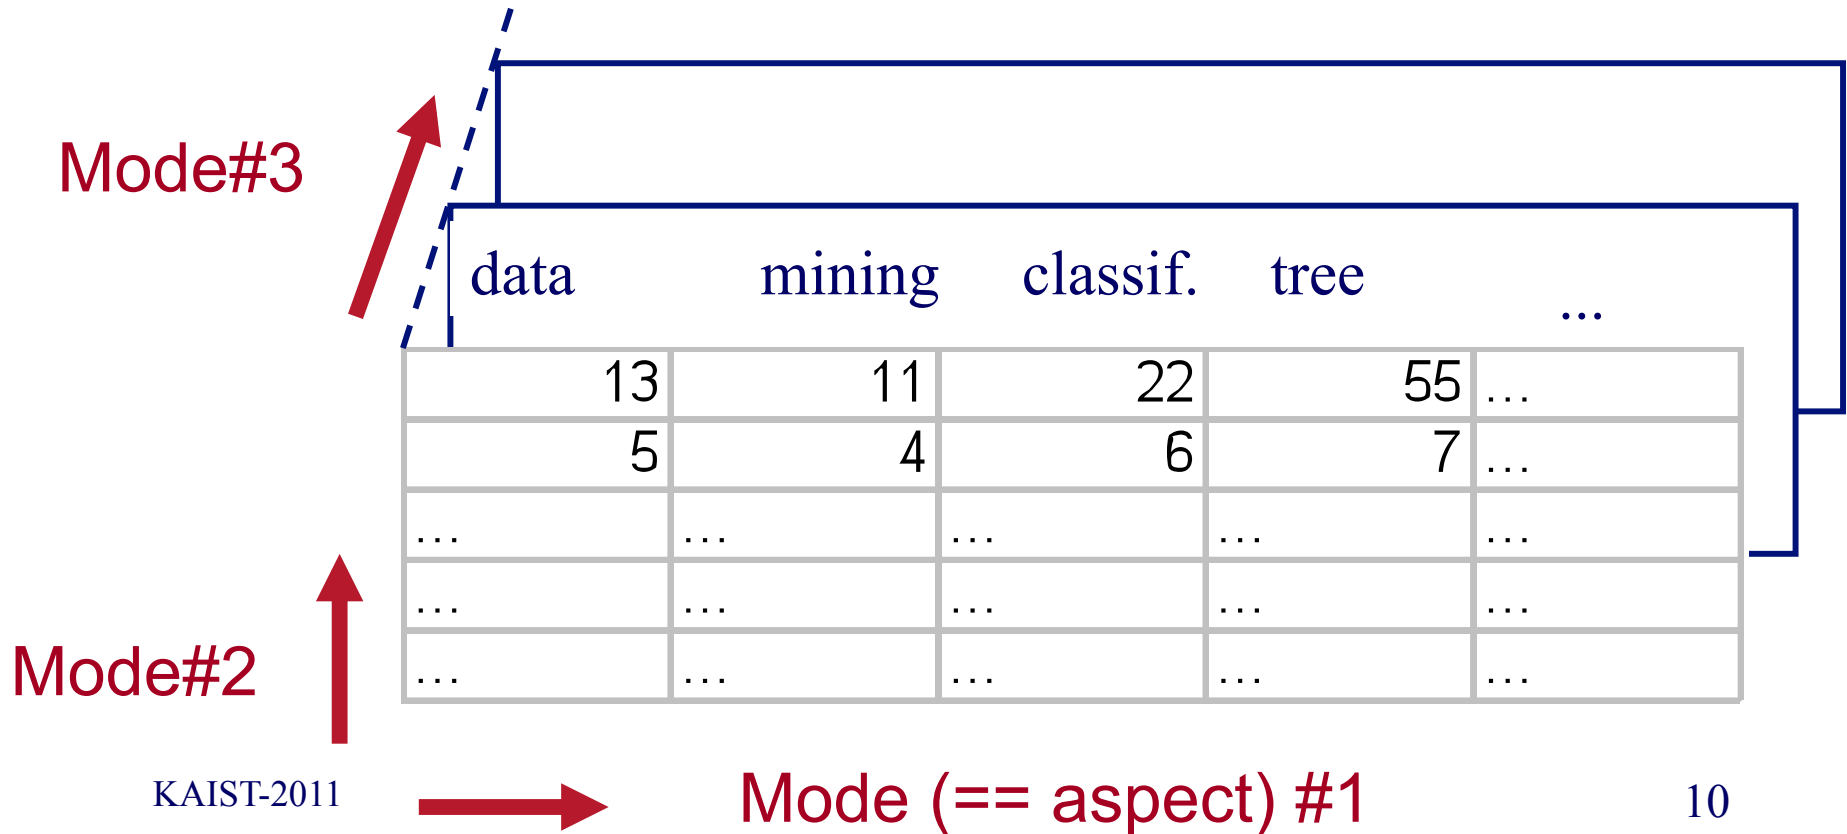 Mode#3
data mining classif. tree ...
13 11 22 55 ...
5 4 6 7 ...
... ... ... ... ...
... ... ... ... ...
Mode#2
... ... ... ... ...
KAIST-2011 Mode (== aspect) #1 10